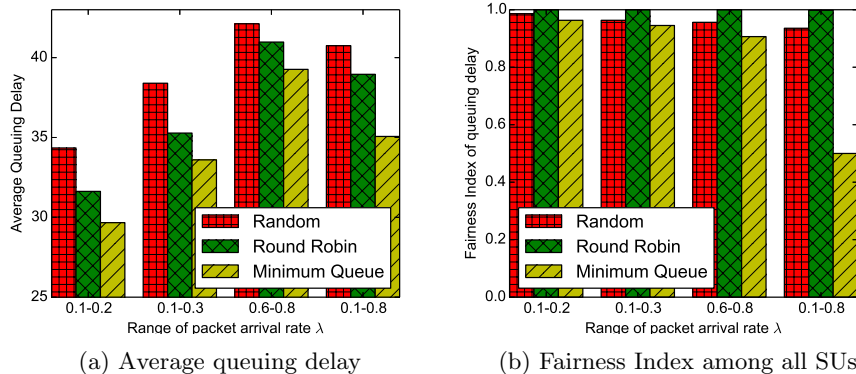 Average Queuing Delay
40
35
30
25
Random
Round Robin
Minimum Queue
0.1-0.2 0.1-0.3 0.6-0.8 0.1-0.8
Range of packet arrival rate λ
(a) Average queuing delay
Fairness Index of queuing delay
1.0
0.8
0.6
0.4
0.2
0.0
Random
Round Robin
Minimum Queue
0.1-0.2 0.1-0.3 0.6-0.8 0.1-0.8
Range of packet arrival rate λ
(b) Fairness Index among all SUs